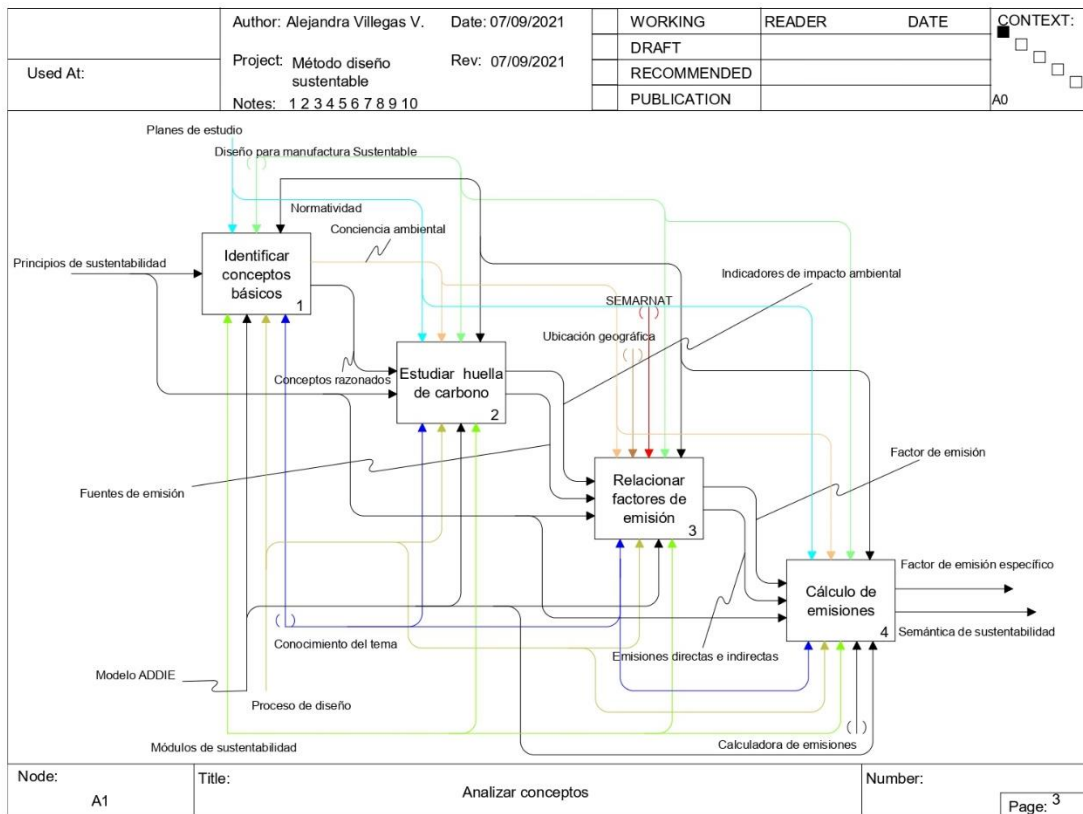 Used At:
Author: Alejandra Villegas V.
Date: 07/09/2021
Project: Método diseño
sustentable
Rev: 07/09/2021
Notes: 1 2 3 4 5 6 7 8 9 10
WORKING
DRAFT
RECOMMENDED
PUBLICATION
READER
DATE
CONTEXT:
A0
Planes de estudio
Diseño para manufactura Sustentable
( )
Normatividad
Conciencia ambiental
Principios de sustentabilidad
Identificar
conceptos
básicos
1
Indicadores de impacto ambiental
SEMARNAT
( )
Ubicación geográfica
( )
Conceptos razonados
Estudiar huella
de carbono
2
Fuentes de emisión
Relacionar
factores de
emisión
3
Factor de emisión
Cálculo de
emisiones
4
Factor de emisión específico
Semántica de sustentabilidad
( )
Conocimiento del tema
Emisiones directas e indirectas
Modelo ADDIE
Proceso de diseño
Módulos de sustentabilidad
( )
Calculadora de emisiones
Node:
A1
Title:
Analizar conceptos
Number:
Page: 3